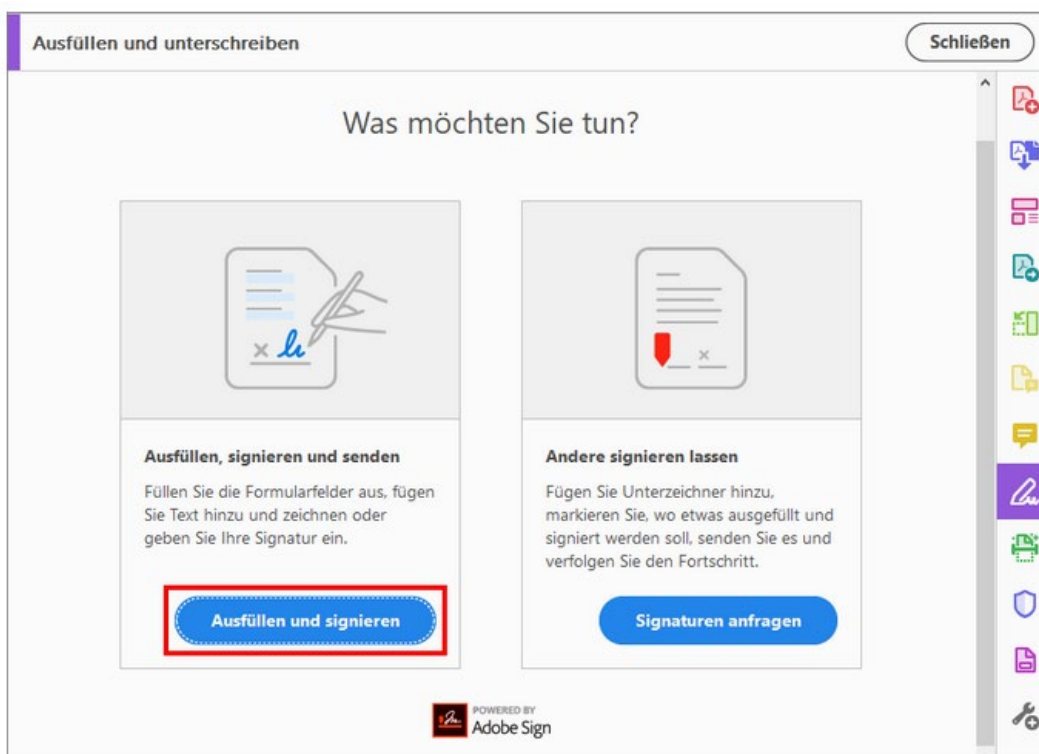 Ausfüllen und unterschreiben
Schließen
Was möchten Sie tun?
Ausfüllen, signieren und senden
Füllen Sie die Formularfelder aus, fügen
Sie Text hinzu und zeichnen oder
geben Sie Ihre Signatur ein.
Ausfüllen und signieren
Andere signieren lassen
Fügen Sie Unterzeichner hinzu,
markieren Sie, wo etwas ausgefüllt und
signiert werden soll, senden Sie es und
verfolgen Sie den Fortschritt.
Signaturen anfragen
POWERED BY
Adobe Sign